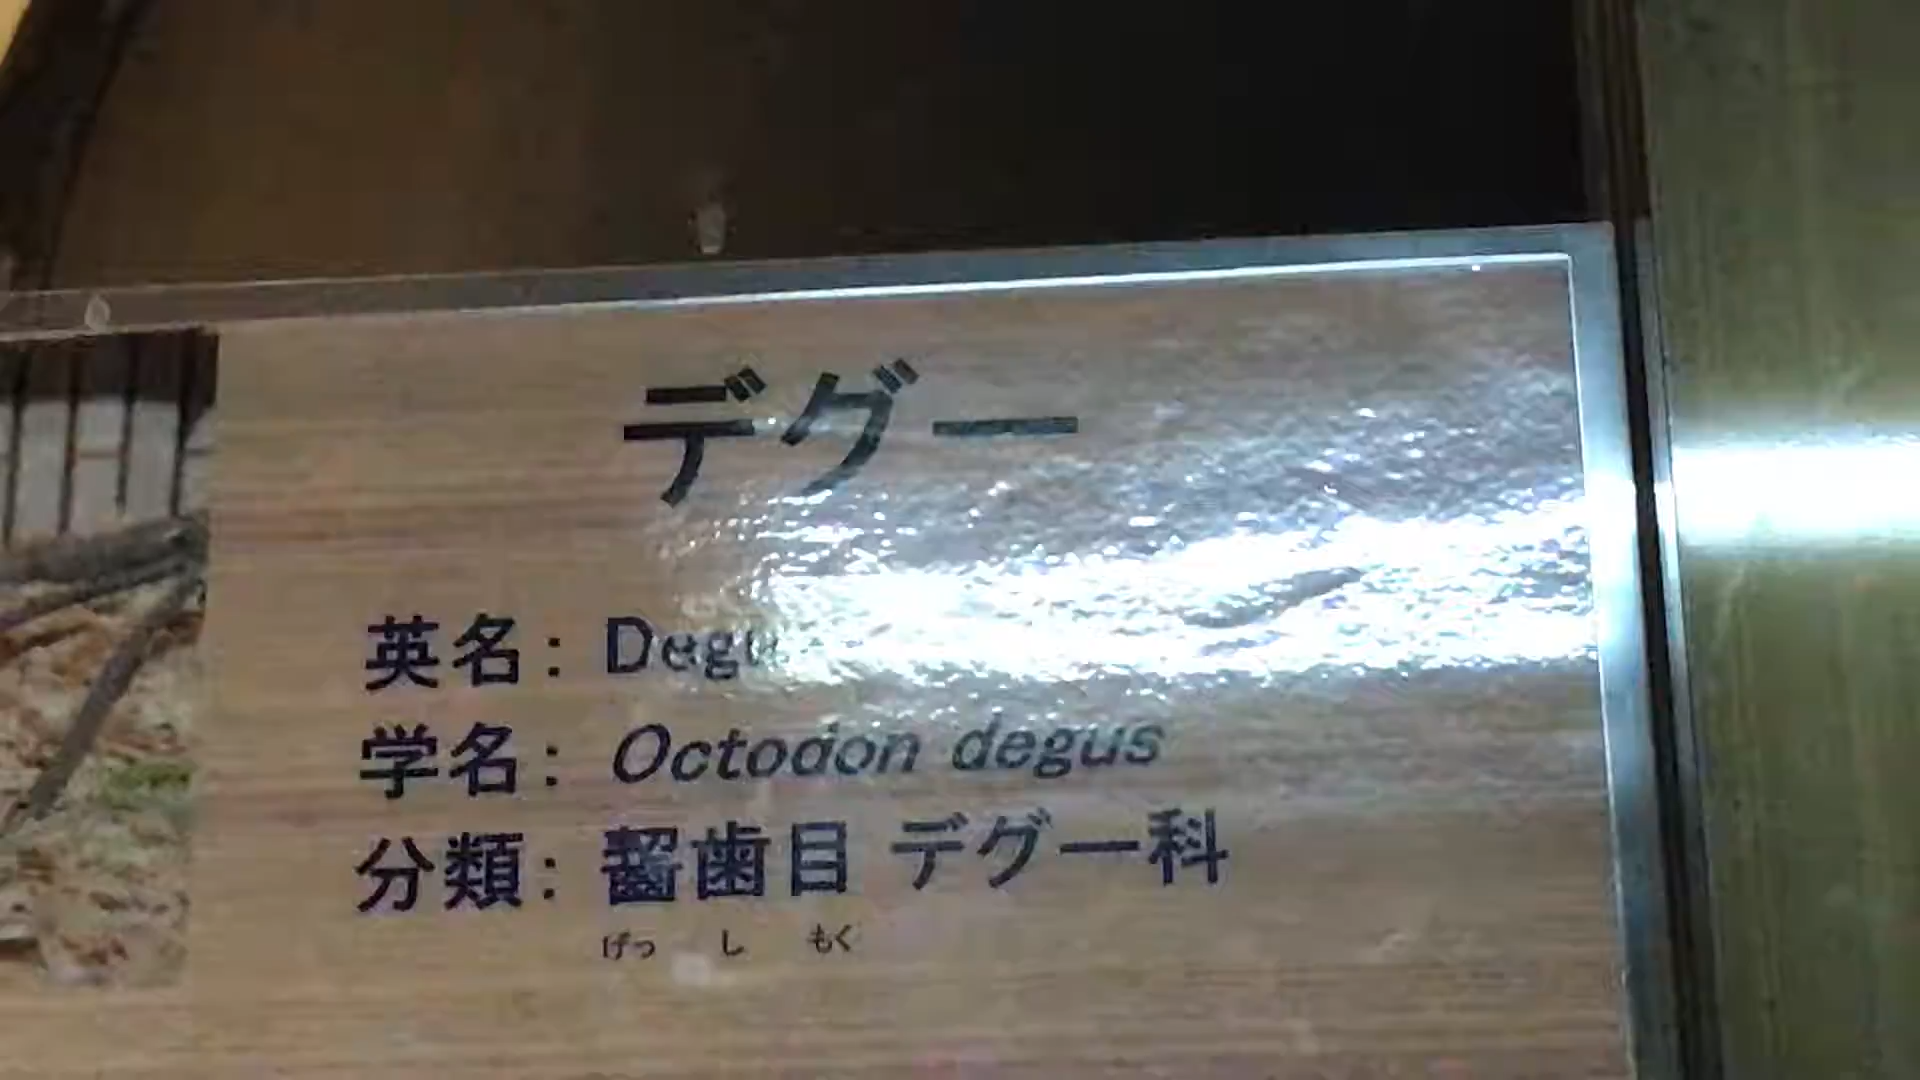 デグー
英名: Degu
学名: Octodon degus
分類: 齧歯目 デグー科
げっ し もく